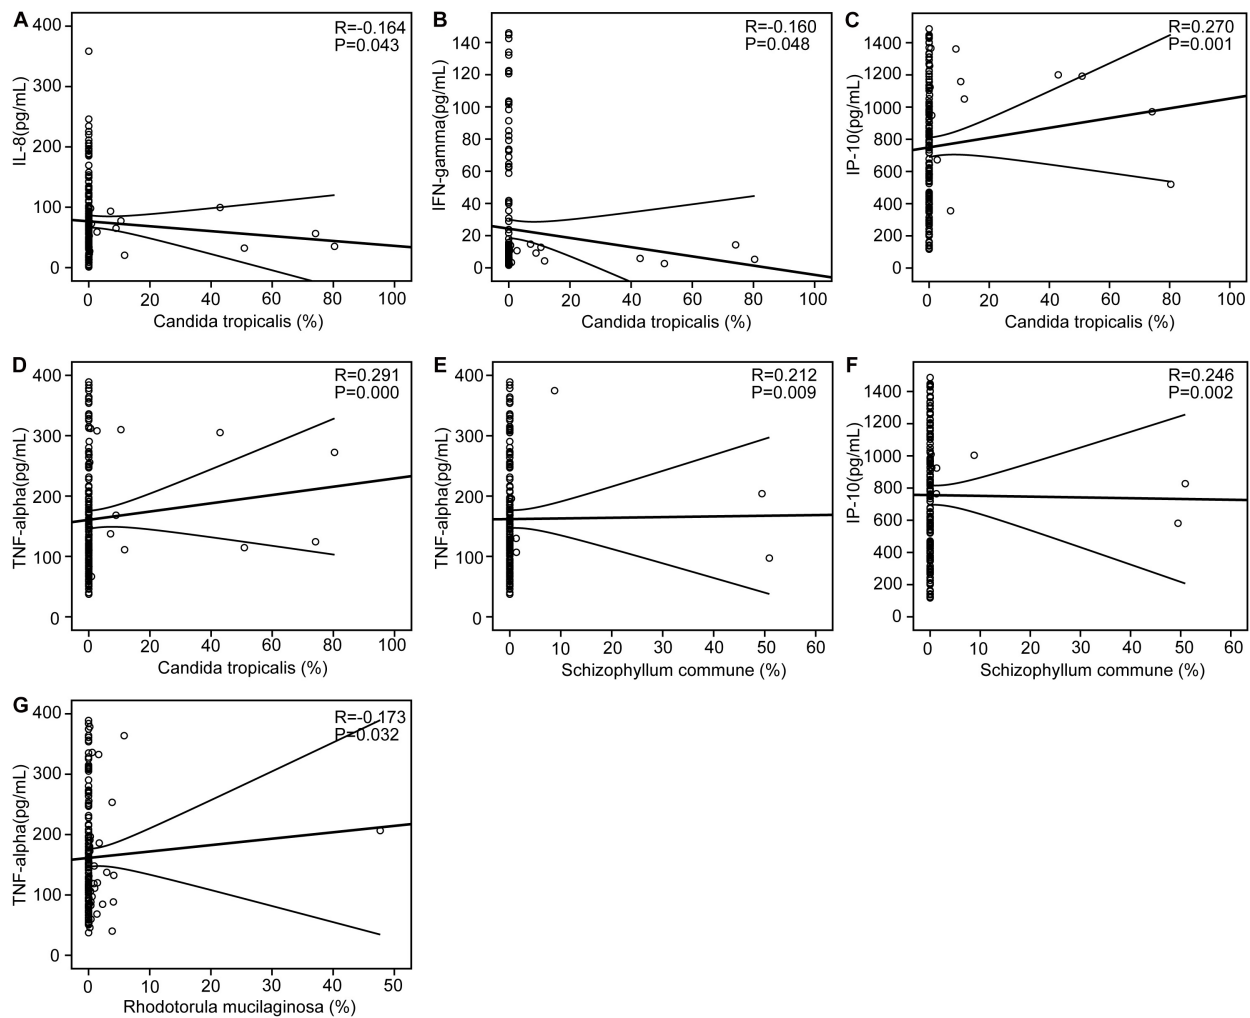 A
R=-0.164
P=0.043
IL-8(pg/mL)
400
300
200
100
0
0 20 40 60 80 100
Candida tropicalis (%)
B
R=-0.160
P=0.048
IFN-gamma(pg/mL)
140
120
100
80
60
40
20
0
0 20 40 60 80 100
Candida tropicalis (%)
C
R=0.270
P=0.001
IP-10(pg/mL)
1400
1200
1000
800
600
400
200
0
0 20 40 60 80 100
Candida tropicalis (%)
D
R=0.291
P=0.000
TNF-alpha(pg/mL)
400
300
200
100
0
0 20 40 60 80 100
Candida tropicalis (%)
E
R=0.212
P=0.009
TNF-alpha(pg/mL)
400
300
200
100
0
0 10 20 30 40 50 60
Schizophyllum commune (%)
F
R=0.246
P=0.002
IP-10(pg/mL)
1400
1200
1000
800
600
400
200
0
0 10 20 30 40 50 60
Schizophyllum commune (%)
G
R=-0.173
P=0.032
TNF-alpha(pg/mL)
400
300
200
100
0
0 10 20 30 40 50
Rhodotorula mucilaginosa (%)